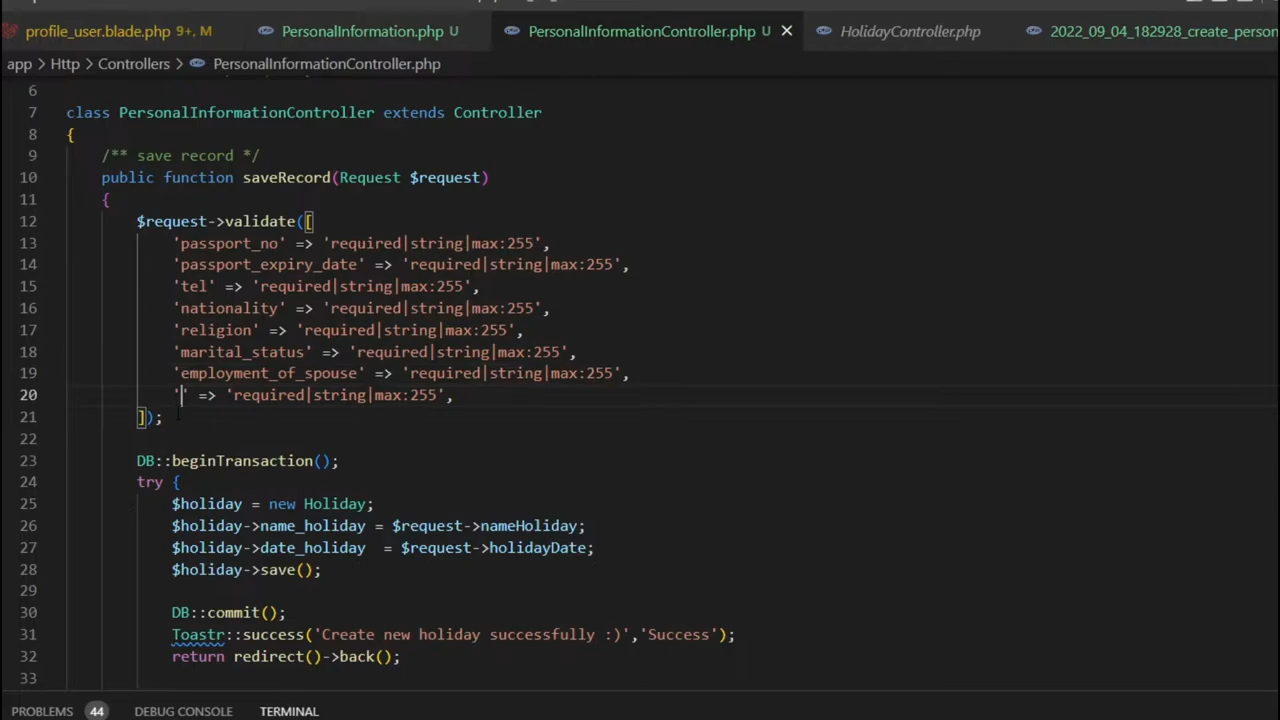 profile_user.blade.php 9+, M PersonalInformation.php U PersonalInformationController.php U × HolidayController.php 2022_09_04_182928_create_person
app > Http > Controllers > PersonalInformationController.php
6
7 class PersonalInformationController extends Controller
8 {
9 /** save record */
10 public function saveRecord(Request $request)
11 {
12 $request->validate([
13 'passport_no' => 'required|string|max:255',
14 'passport_expiry_date' => 'required|string|max:255',
15 'tel' => 'required|string|max:255',
16 'nationality' => 'required|string|max:255',
17 'religion' => 'required|string|max:255',
18 'marital_status' => 'required|string|max:255',
19 'employment_of_spouse' => 'required|string|max:255',
20 '' => 'required|string|max:255',
21 ]);
22
23 DB::beginTransaction();
24 try {
25 $holiday = new Holiday;
26 $holiday->name_holiday = $request->nameHoliday;
27 $holiday->date_holiday  = $request->holidayDate;
28 $holiday->save();
29
30 DB::commit();
31 Toastr::success('Create new holiday successfully :)','Success');
32 return redirect()->back();
33
PROBLEMS 44 DEBUG CONSOLE TERMINAL